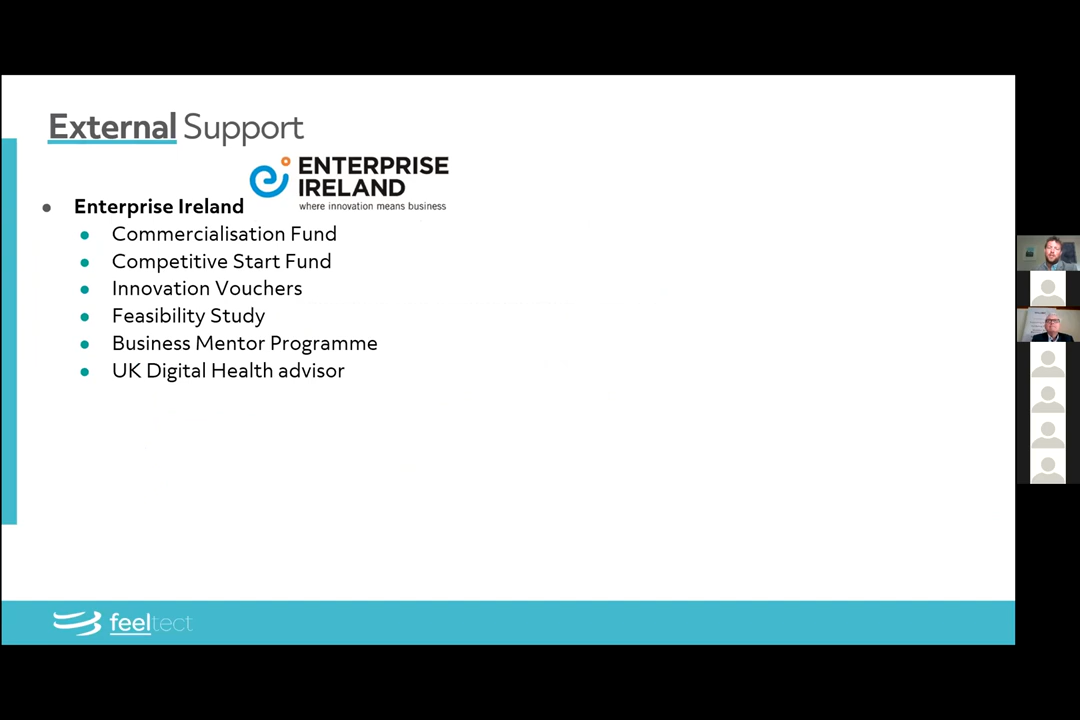 External Support
ENTERPRISE
IRELAND
where innovation means business
Enterprise Ireland
Commercialisation Fund
Competitive Start Fund
Innovation Vouchers
Feasibility Study
Business Mentor Programme
UK Digital Health advisor
feeltect